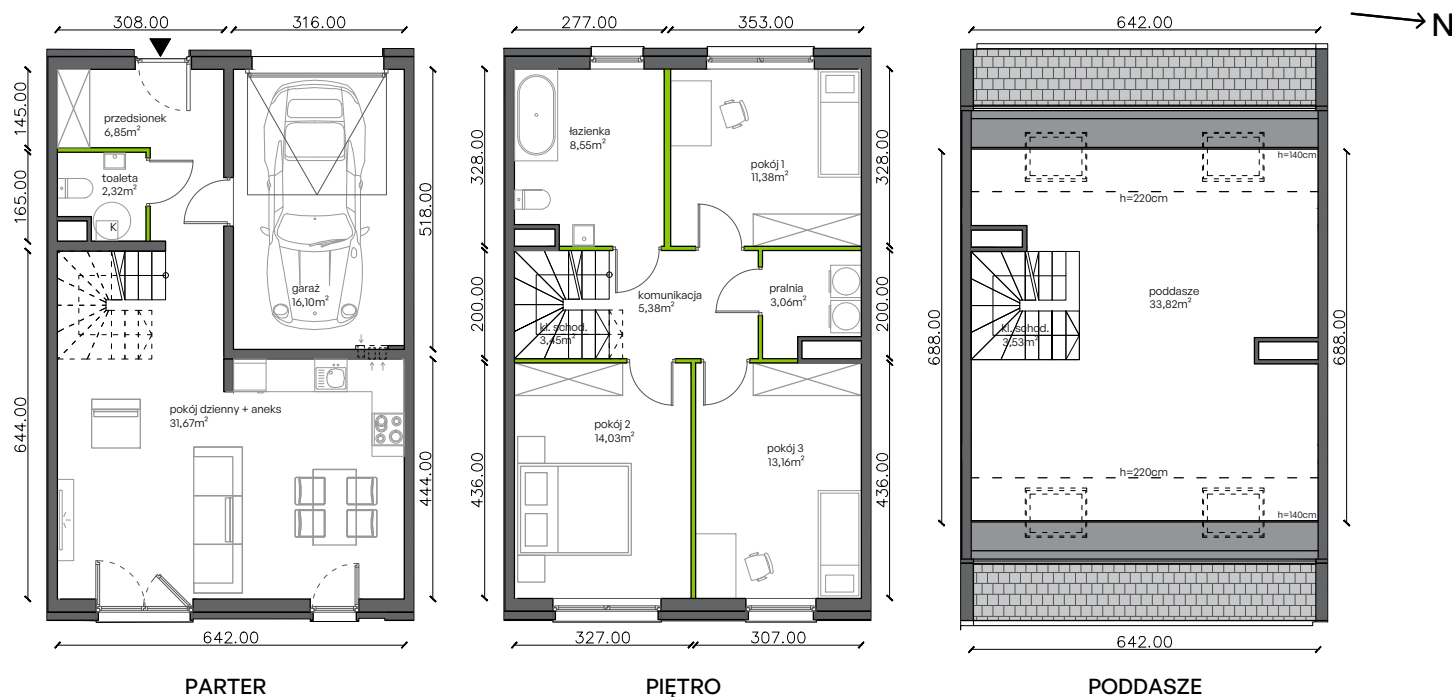 308.00
316.00
277.00
353.00
642.00
N
145.00
165.00
644.00
518.00
444.00
przedsionek
6,85m²
toaleta
2,32m²
K
garaż
16,10m²
pokój dzienny + aneks
31,67m²
642.00
PARTER
328.00
200.00
436.00
328.00
200.00
436.00
łazienka
8,55m²
pokój 1
11,38m²
komunikacja
5,38m²
pralnia
3,06m²
kl. schod.
3,45m²
pokój 2
14,03m²
pokój 3
13,16m²
327.00
307.00
PIĘTRO
688.00
688.00
h=140cm
h=220cm
poddasze
33,82m²
kl. schod.
3,53m²
h=220cm
h=140cm
642.00
PODDASZE